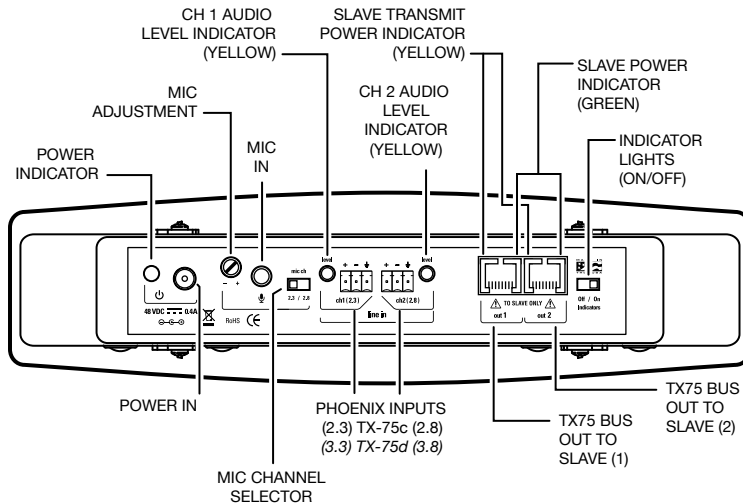 CH 1 AUDIO
LEVEL INDICATOR
(YELLOW)
SLAVE TRANSMIT
POWER INDICATOR
(YELLOW)
SLAVE POWER
INDICATOR
(GREEN)
MIC
ADJUSTMENT
CH 2 AUDIO
LEVEL
INDICATOR
(YELLOW)
MIC
IN
POWER
INDICATOR
INDICATOR
LIGHTS
(ON/OFF)
level
+ −
+ −
level
mic ch
− +
2.3 / 2.8
ch1 (2.3)
ch2 (2.8)
line in
TO SLAVE ONLY
out 1
out 2
Off / On
Indicators
48 VDC 0.4A
RoHS CE
POWER IN
PHOENIX INPUTS
(2.3) TX-75c (2.8)
(3.3) TX-75d (3.8)
MIC CHANNEL
SELECTOR
TX75 BUS
OUT TO
SLAVE (1)
TX75 BUS
OUT TO
SLAVE (2)